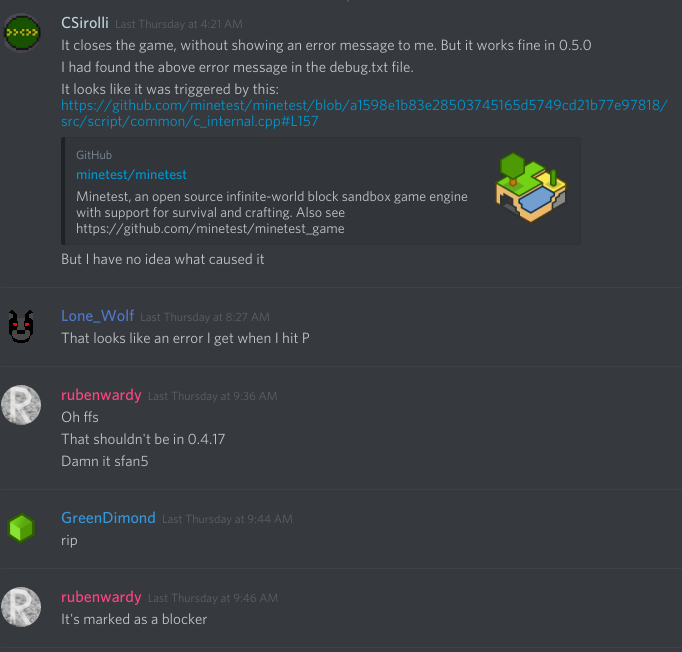 CSirolli Last Thursday at 4:21 AM
It closes the game, without showing an error message to me. But it works fine in 0.5.0
I had found the above error message in the debug.txt file.
It looks like it was triggered by this:
https://github.com/minetest/minetest/blob/a1598e1b83e28503745165d5749cd21b77e97818/
src/script/common/c_internal.cpp#L157
GitHub
minetest/minetest
Minetest, an open source infinite-world block sandbox game engine
with support for survival and crafting. Also see
https://github.com/minetest/minetest_game
But I have no idea what caused it
Lone_Wolf Last Thursday at 8:27 AM
That looks like an error I get when I hit P
R
rubenwardy Last Thursday at 9:36 AM
Oh ffs
That shouldn't be in 0.4.17
Damn it sfan5
GreenDimond Last Thursday at 9:44 AM
rip
R
rubenwardy Last Thursday at 9:46 AM
It's marked as a blocker